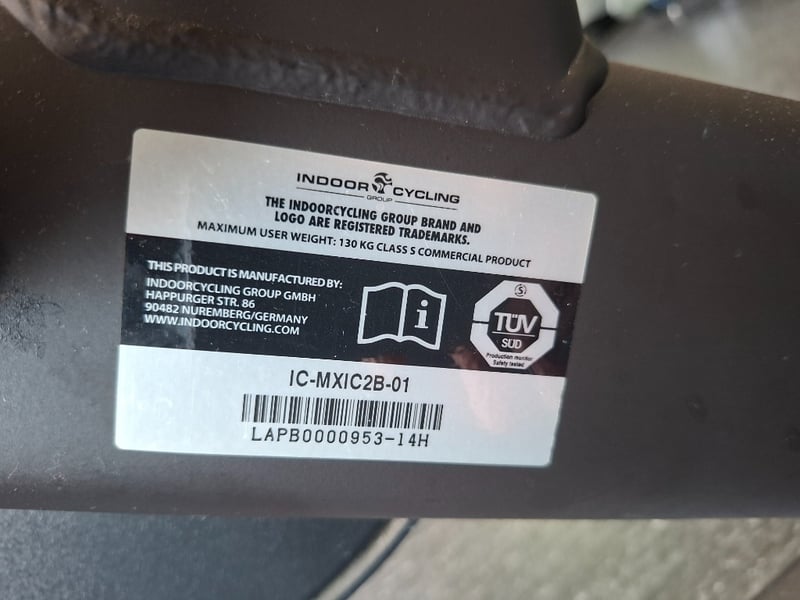 INDOOR CYCLING
GROUP
THE INDOORCYCLING GROUP BRAND AND
LOGO ARE REGISTERED TRADEMARKS.
MAXIMUM USER WEIGHT: 130 KG CLASS S COMMERCIAL PRODUCT
THIS PRODUCT IS MANUFACTURED BY:
INDOORCYCLING GROUP GMBH
HAPPURGER STR. 86
90482 NUREMBERG/GERMANY
WWW.INDOORCYCLING.COM
i
S
TÜV
SÜD
Production monitor
Safety tested
IC-MXIC2B-01
LAPB0000953-14H